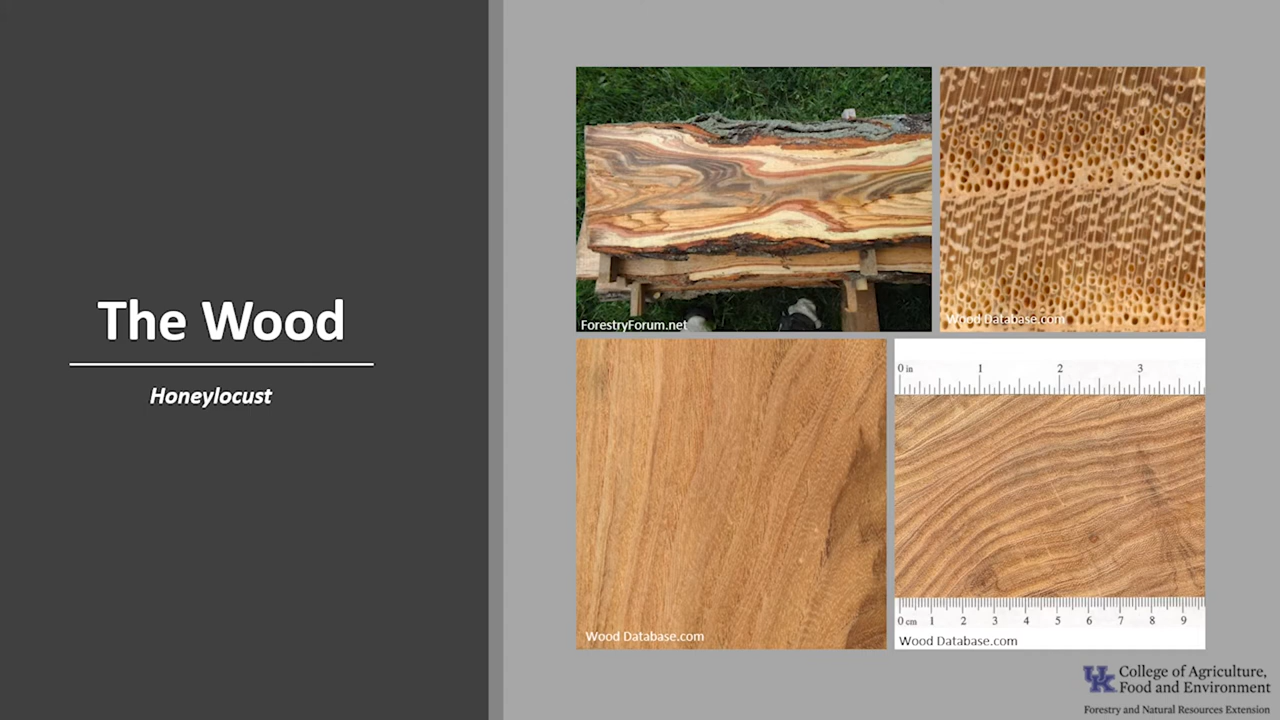 The Wood
Honeylocust
ForestryForum.net
Wood Database.com
Wood Database.com
0 in 1 2 3
0 cm 1 2 3 4 5 6 7 8 9
Wood Database.com
UK College of Agriculture,
Food and Environment
Forestry and Natural Resources Extension